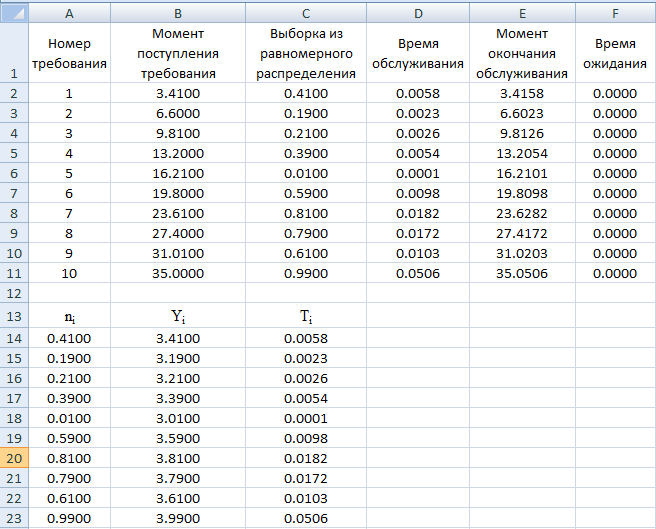 A B C D E F
1 Номер требования Момент поступления требования Выборка из равномерного распределения Время обслуживания Момент окончания обслуживания Время ожидания
2 1 3.4100 0.4100 0.0058 3.4158 0.0000
3 2 6.6000 0.1900 0.0023 6.6023 0.0000
4 3 9.8100 0.2100 0.0026 9.8126 0.0000
5 4 13.2000 0.3900 0.0054 13.2054 0.0000
6 5 16.2100 0.0100 0.0001 16.2101 0.0000
7 6 19.8000 0.5900 0.0098 19.8098 0.0000
8 7 23.6100 0.8100 0.0182 23.6282 0.0000
9 8 27.4000 0.7900 0.0172 27.4172 0.0000
10 9 31.0100 0.6100 0.0103 31.0203 0.0000
11 10 35.0000 0.9900 0.0506 35.0506 0.0000
12
13 ni Yi Ti
14 0.4100 3.4100 0.0058
15 0.1900 3.1900 0.0023
16 0.2100 3.2100 0.0026
17 0.3900 3.3900 0.0054
18 0.0100 3.0100 0.0001
19 0.5900 3.5900 0.0098
20 0.8100 3.8100 0.0182
21 0.7900 3.7900 0.0172
22 0.6100 3.6100 0.0103
23 0.9900 3.9900 0.0506